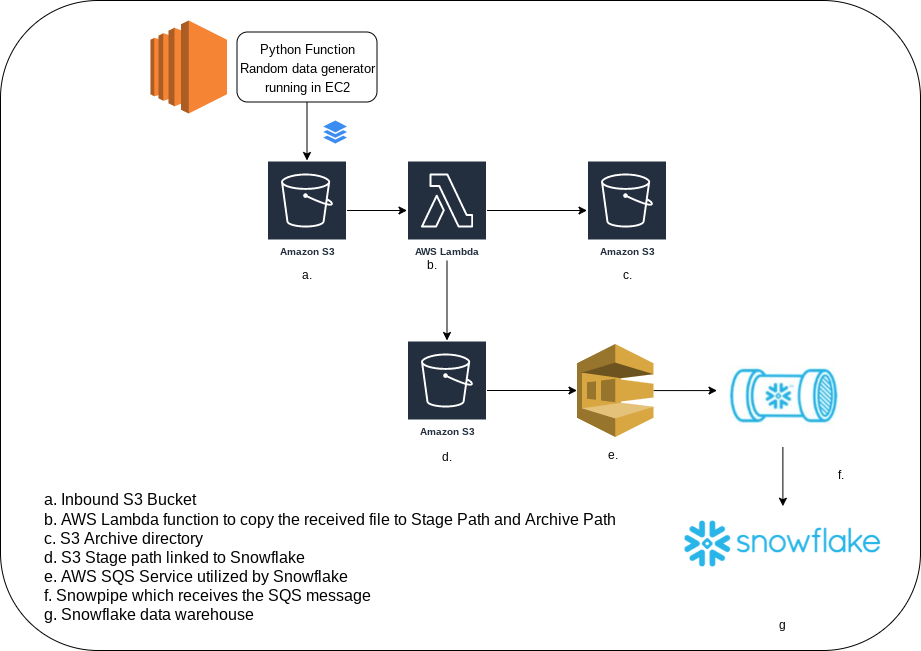 Python Function
Random data generator
running in EC2
Amazon S3
a.
AWS Lambda
b.
Amazon S3
c.
Amazon S3
d.
e.
f.
snowflake
g
a. Inbound S3 Bucket
b. AWS Lambda function to copy the received file to Stage Path and Archive Path
c. S3 Archive directory
d. S3 Stage path linked to Snowflake
e. AWS SQS Service utilized by Snowflake
f. Snowpipe which receives the SQS message
g. Snowflake data warehouse